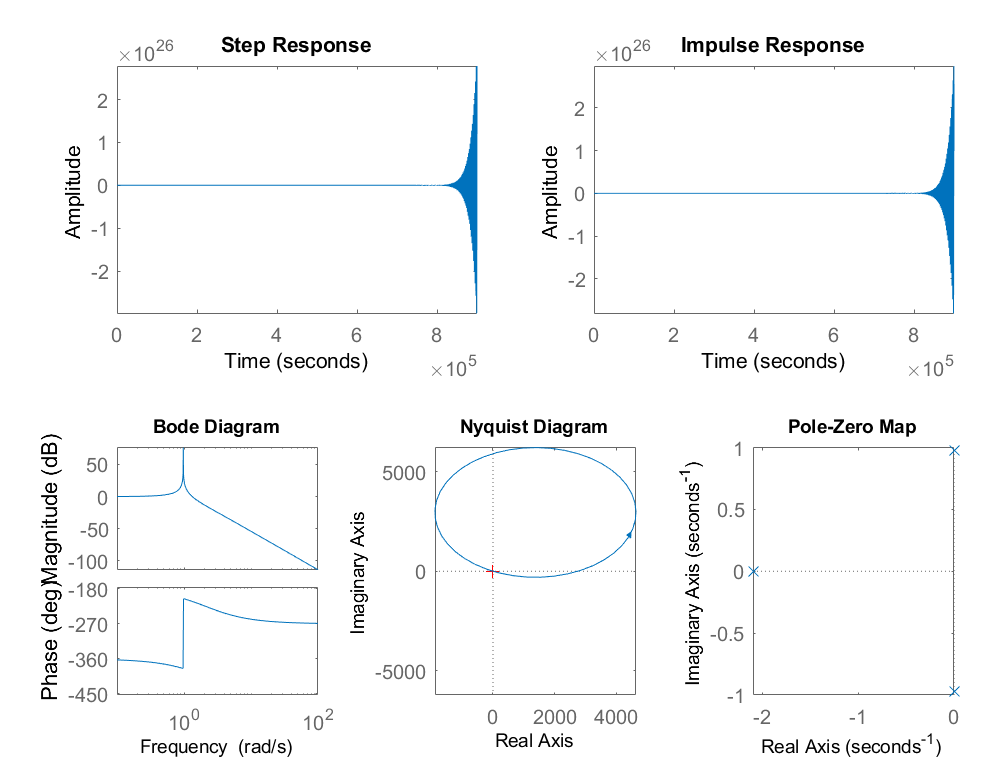 Step Response
×10^26
Amplitude
2
1
0
-1
-2
0 2 4 6 8
Time (seconds)
×10^5
Impulse Response
×10^26
Amplitude
2
1
0
-1
-2
0 2 4 6 8
Time (seconds)
×10^5
Bode Diagram
Magnitude (dB)
50
0
-50
-100
Phase (deg)
-180
-270
-360
-450
10^0 10^2
Frequency (rad/s)
Nyquist Diagram
Imaginary Axis
5000
0
-5000
0 2000 4000
Real Axis
Pole-Zero Map
Imaginary Axis (seconds^-1)
1
0.5
0
-0.5
-1
-2 -1 0
Real Axis (seconds^-1)